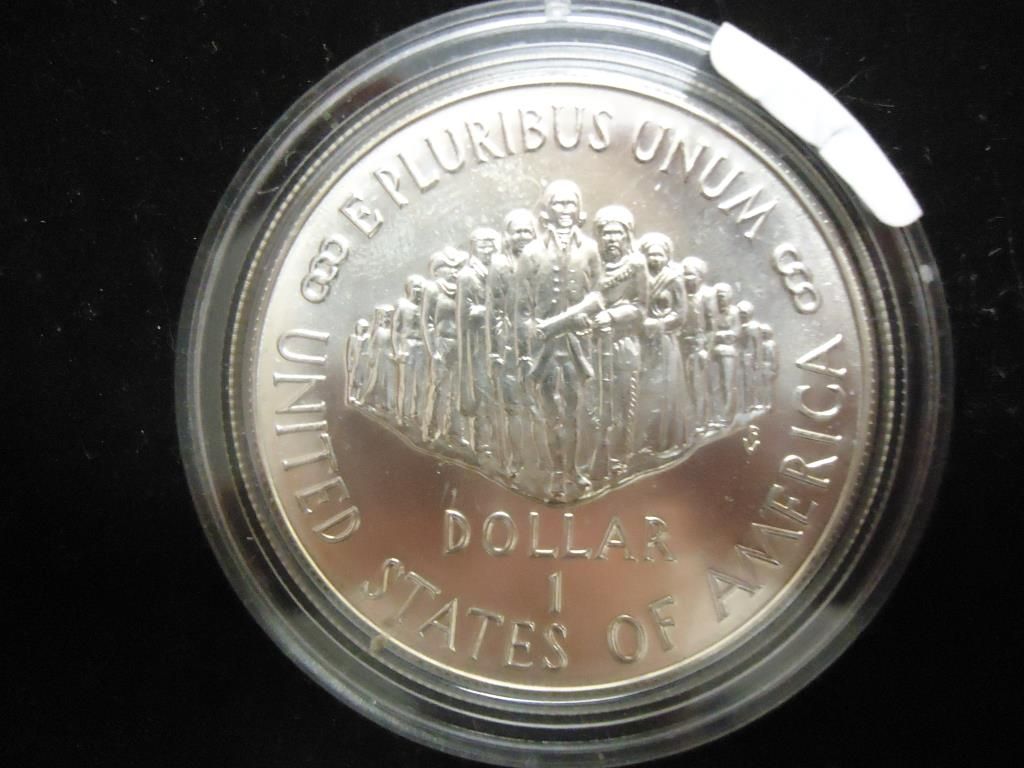 E PLURIBUS UNUM
DOLLAR
1
UNITED STATES OF AMERICA